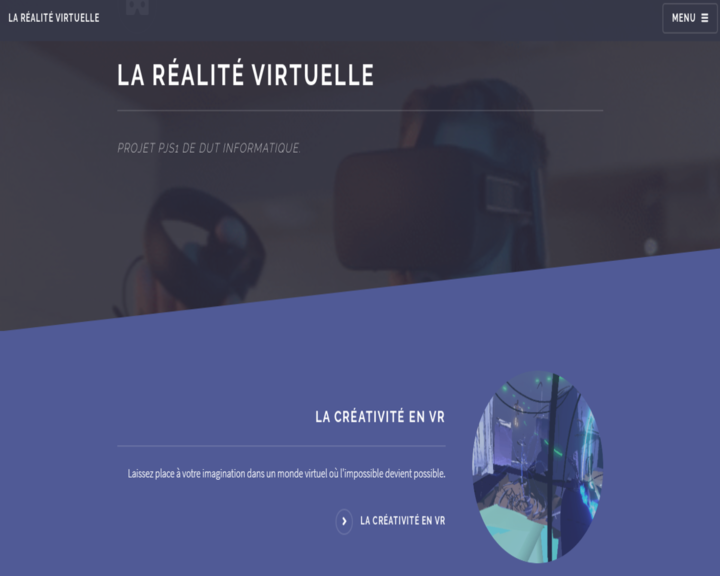 LA RÉALITÉ VIRTUELLE
MENU
LA RÉALITÉ VIRTUELLE
PROJET PJS1 DE DUT INFORMATIQUE.
LA CRÉATIVITÉ EN VR
Laissez place à votre imagination dans un monde virtuel où l'impossible devient possible.
LA CRÉATIVITÉ EN VR